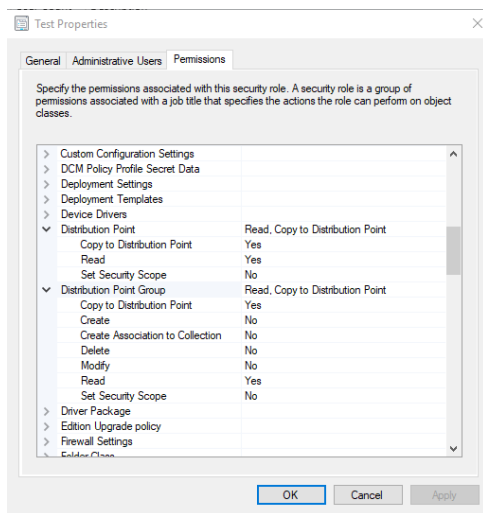 Test Properties
General Administrative Users Permissions
Specify the permissions associated with this security role. A security role is a group of
permissions associated with a job title that specifies the actions the role can perform on object
classes.
Custom Configuration Settings
DCM Policy Profile Secret Data
Deployment Settings
Deployment Templates
Device Drivers
Distribution Point Read, Copy to Distribution Point
Copy to Distribution Point Yes
Read Yes
Set Security Scope No
Distribution Point Group Read, Copy to Distribution Point
Copy to Distribution Point Yes
Create No
Create Association to Collection No
Delete No
Modify No
Read Yes
Set Security Scope No
Driver Package
Edition Upgrade policy
Firewall Settings
Folder Class
OK Cancel Apply